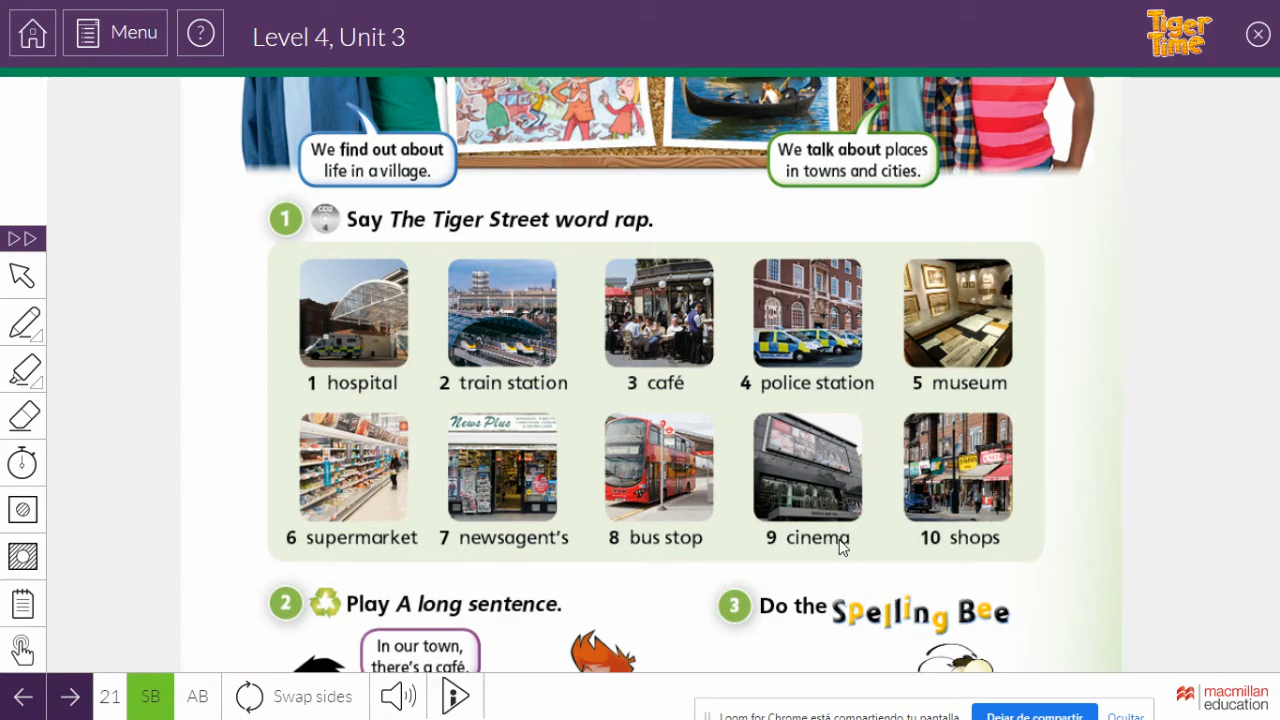 Menu
?
Level 4, Unit 3
Tiger
Time
We find out about
life in a village.
We talk about places
in towns and cities.
1 CD2
4 Say The Tiger Street word rap.
1 hospital
2 train station
3 café
4 police station
5 museum
News Plus
6 supermarket
7 newsagent's
8 bus stop
9 cinema
10 shops
2 Play A long sentence.
3 Do the Spelling Bee
In our town,
there's a café.
21
SB
AB
Swap sides
macmillan
education
Loom for Chrome está compartiendo tu pantalla.
Dejar de compartir
Ocultar